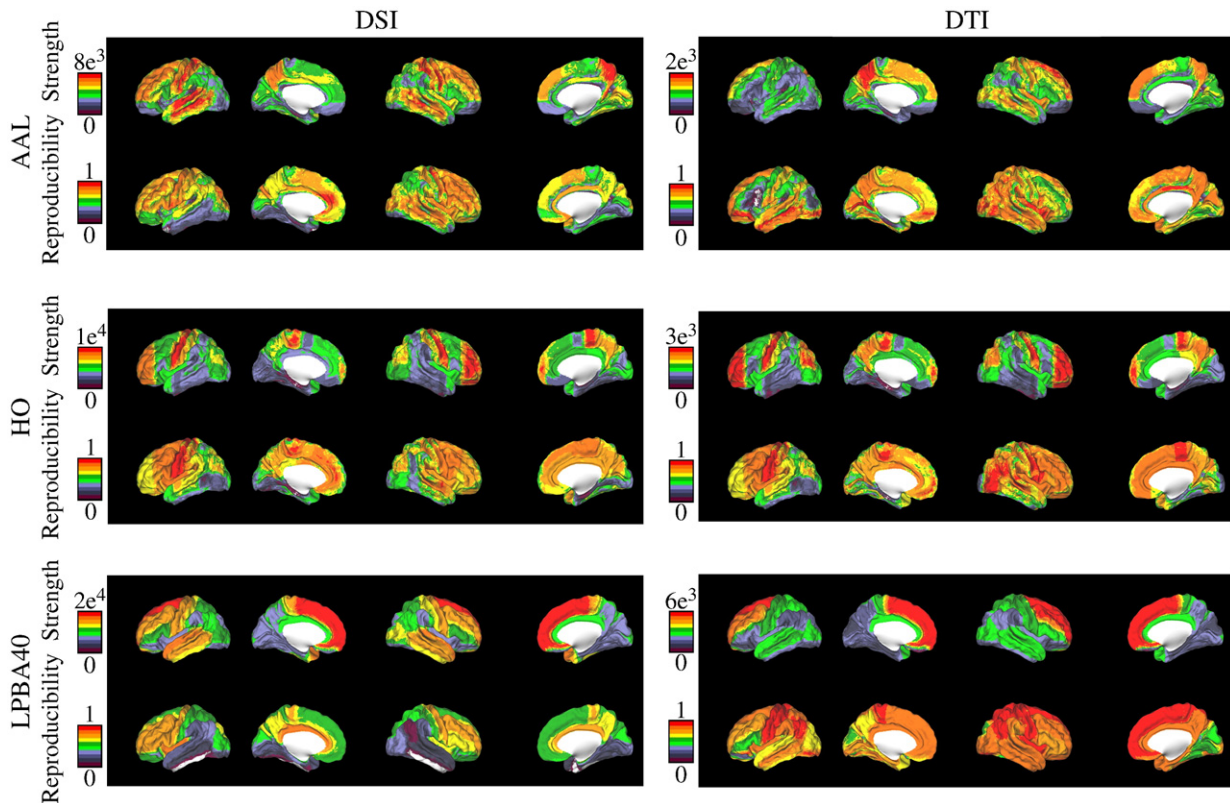 DSI
DTI
AAL
Strength
8e³
0
2e³
0
Reproducibility
1
0
1
0
HO
Strength
1e⁴
0
3e³
0
Reproducibility
1
0
1
0
LPBA40
Strength
2e⁴
0
6e³
0
Reproducibility
1
0
1
0